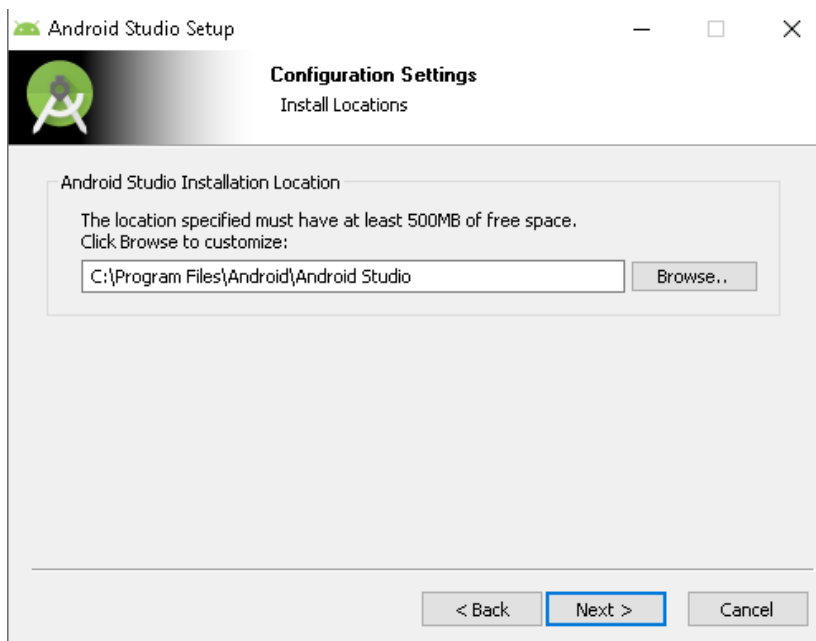 Android Studio Setup
Configuration Settings
Install Locations
Android Studio Installation Location
The location specified must have at least 500MB of free space.
Click Browse to customize:
C:\Program Files\Android\Android Studio
Browse..
< Back
Next >
Cancel